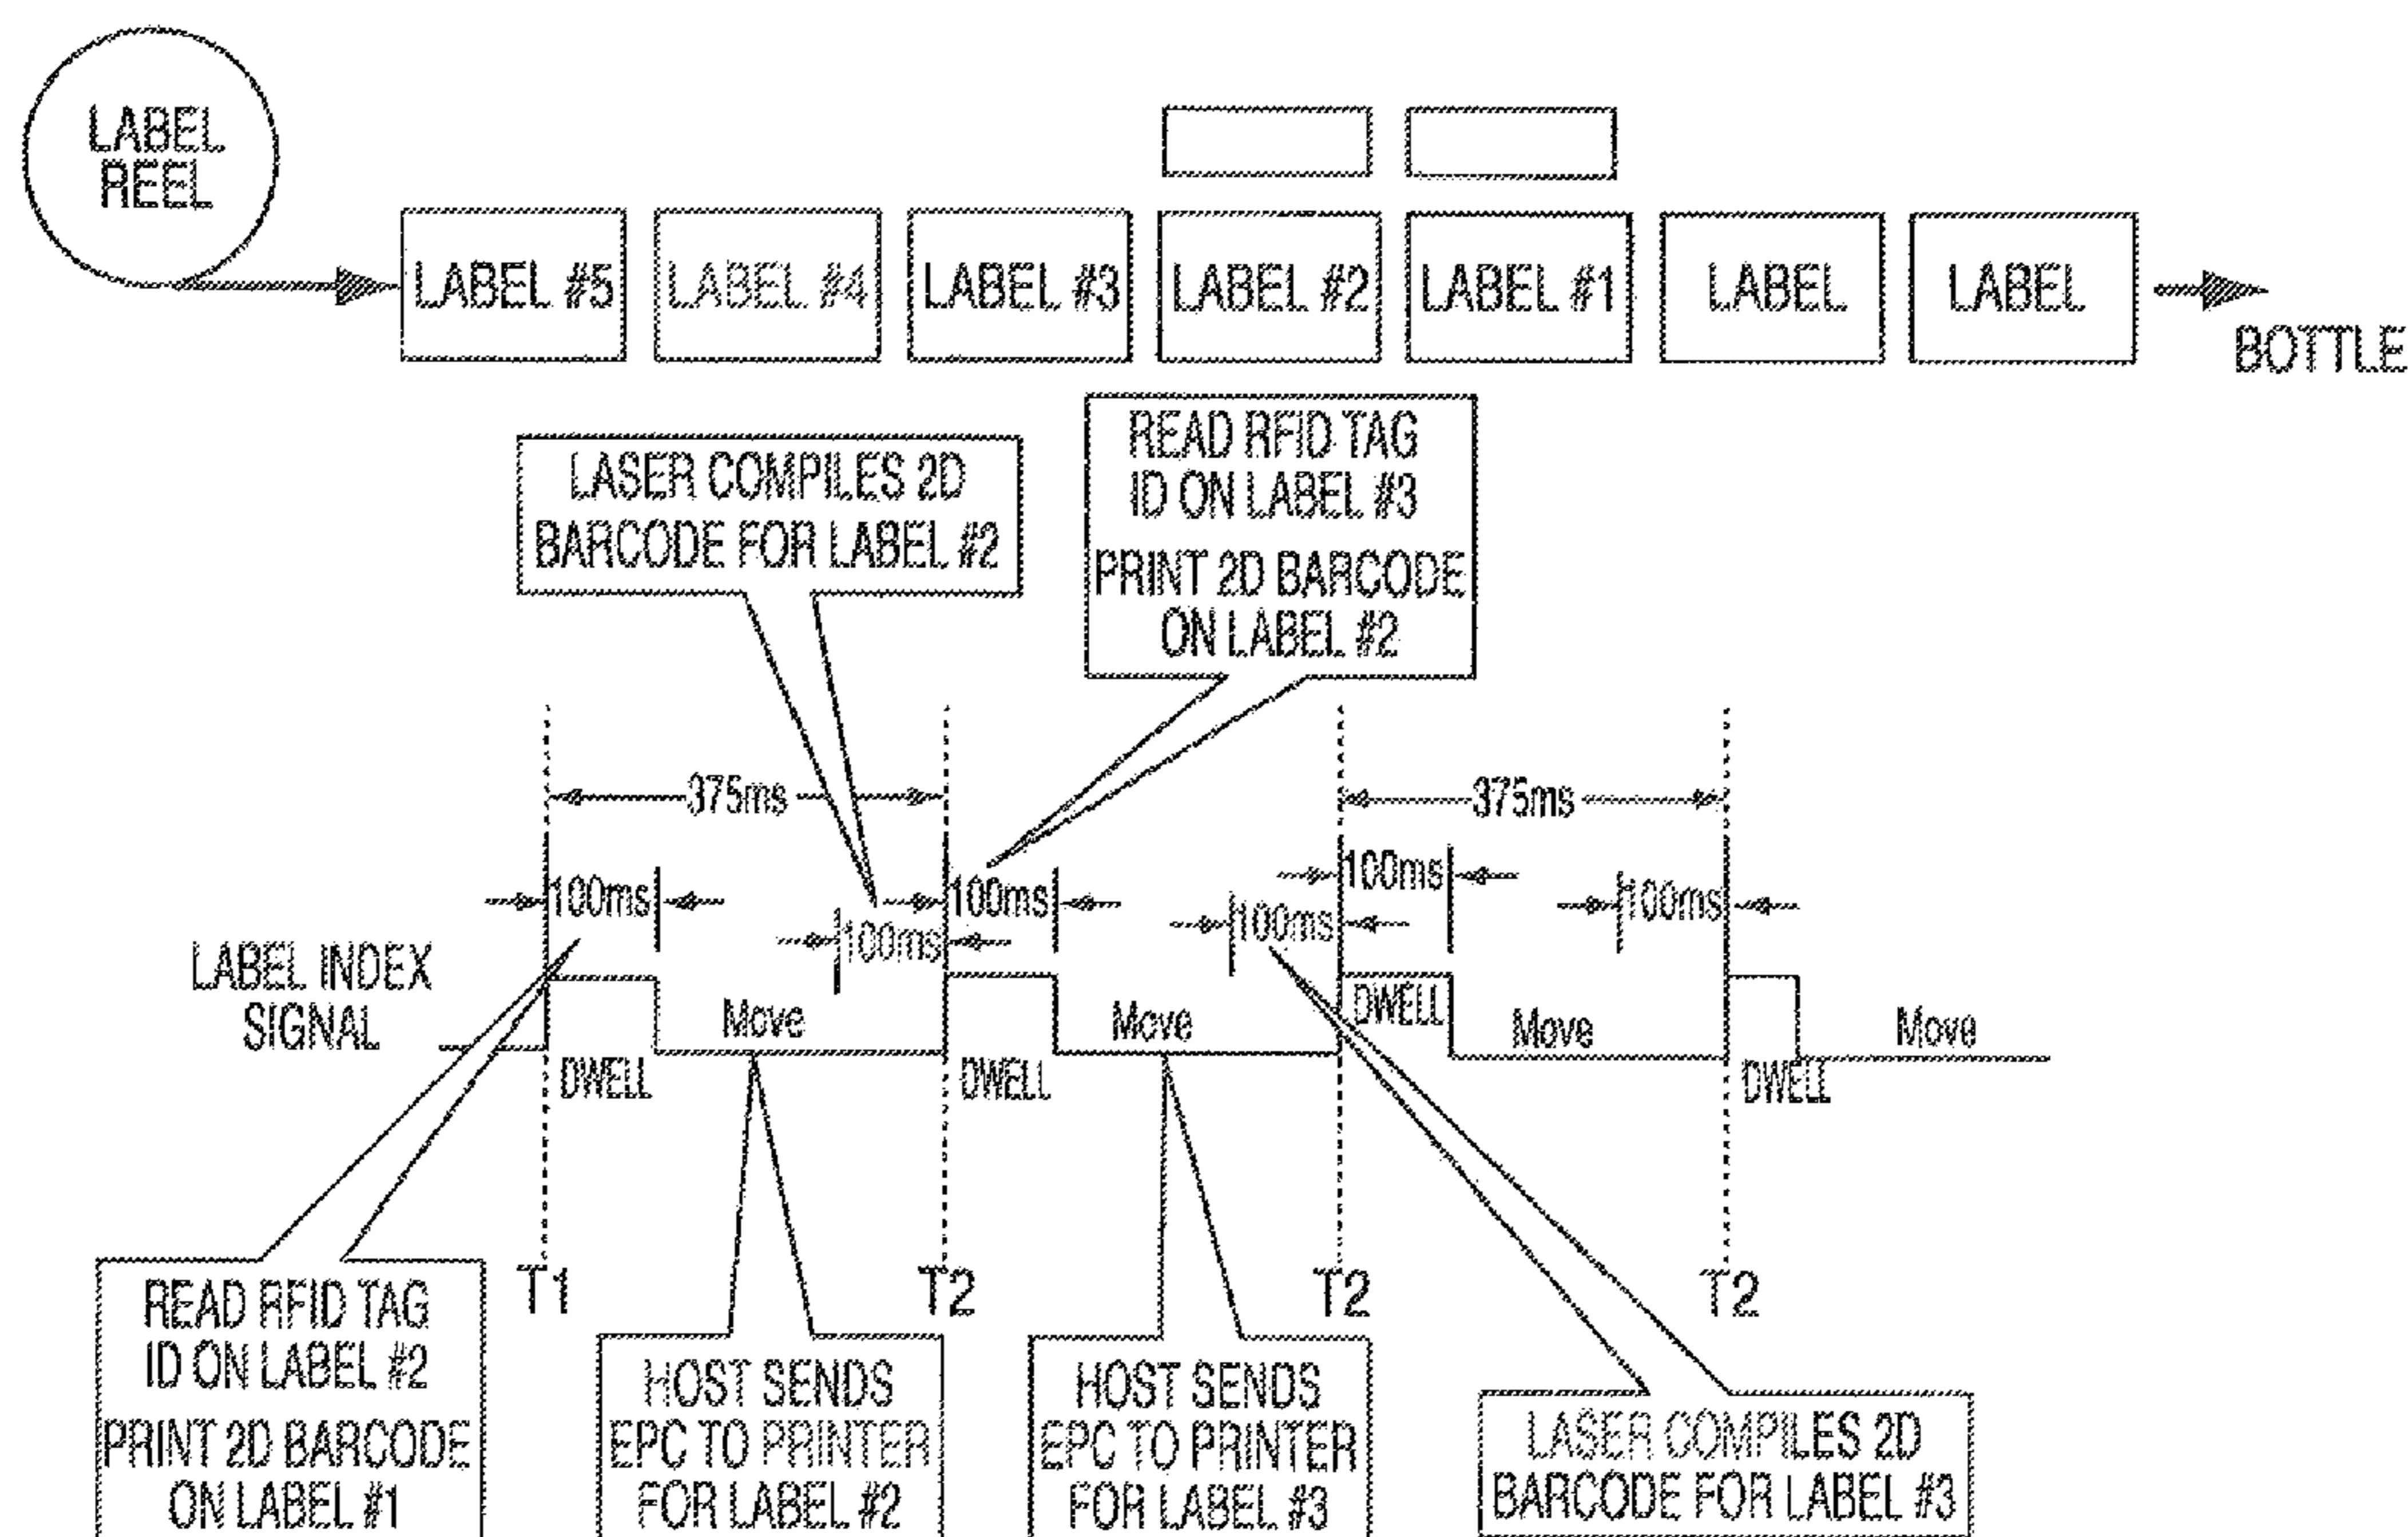 LABEL
REEL
LABEL #5
LABEL #4
LABEL #3
LABEL #2
LABEL #1
LABEL
LABEL
BOTTLE
LASER COMPILES 2D
BARCODE FOR LABEL #2
READ RFID TAG
ID ON LABEL #3
PRINT 2D BARCODE
ON LABEL #2
375ms
375ms
100ms
100ms
100ms
100ms
100ms
100ms
LABEL INDEX
SIGNAL
DWELL
Move
DWELL
Move
DWELL
Move
DWELL
Move
T1
T2
T2
T2
READ RFID TAG
ID ON LABEL #2
PRINT 2D BARCODE
ON LABEL #1
HOST SENDS
EPC TO PRINTER
FOR LABEL #2
HOST SENDS
EPC TO PRINTER
FOR LABEL #3
LASER COMPILES 2D
BARCODE FOR LABEL #3